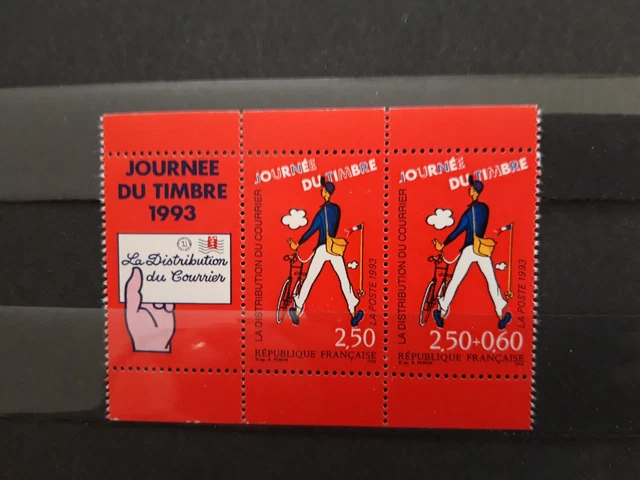 JOURNEE
DU TIMBRE
1993
La Distribution
du Courrier
JOURNÉE
DU TIMBRE
LA DISTRIBUTION DU COURRIER
LA POSTE 1993
2,50
RÉPUBLIQUE FRANÇAISE
JOURNÉE
DU TIMBRE
LA DISTRIBUTION DU COURRIER
LA POSTE 1993
2,50+0,60
RÉPUBLIQUE FRANÇAISE